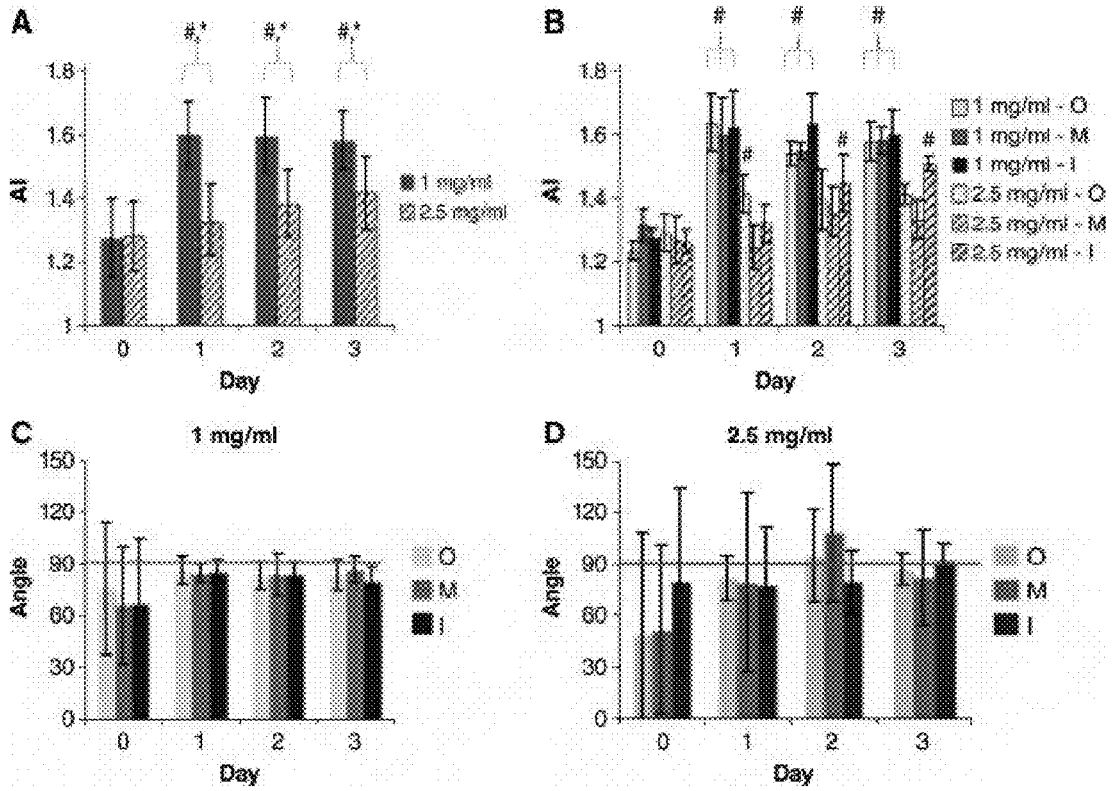 A
#,* #,* #,*
1.8
1.6
1.4
1.2
1
AI
0 1 2 3
Day
1 mg/ml
2.5 mg/ml
B
# # #
# # #
1.8
1.6
1.4
1.2
1
AI
0 1 2 3
Day
1 mg/ml - O
1 mg/ml - M
1 mg/ml - I
2.5 mg/ml - O
2.5 mg/ml - M
2.5 mg/ml - I
C
1 mg/ml
150
120
90
60
30
0
Angle
0 1 2 3
Day
O
M
I
D
2.5 mg/ml
150
120
90
60
30
0
Angle
0 1 2 3
Day
O
M
I